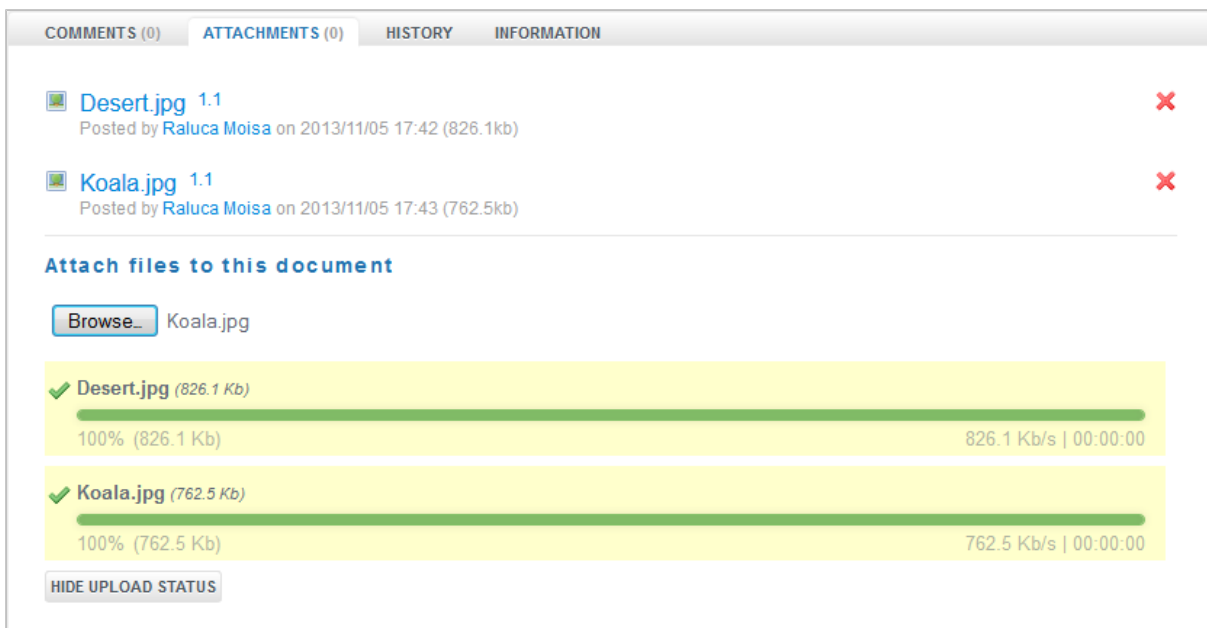 COMMENTS (0) ATTACHMENTS (0) HISTORY INFORMATION
Desert.jpg 1.1
Posted by Raluca Moisa on 2013/11/05 17:42 (826.1kb)
Koala.jpg 1.1
Posted by Raluca Moisa on 2013/11/05 17:43 (762.5kb)
Attach files to this document
Browse… Koala.jpg
Desert.jpg (826.1 Kb)
100% (826.1 Kb) 826.1 Kb/s | 00:00:00
Koala.jpg (762.5 Kb)
100% (762.5 Kb) 762.5 Kb/s | 00:00:00
HIDE UPLOAD STATUS